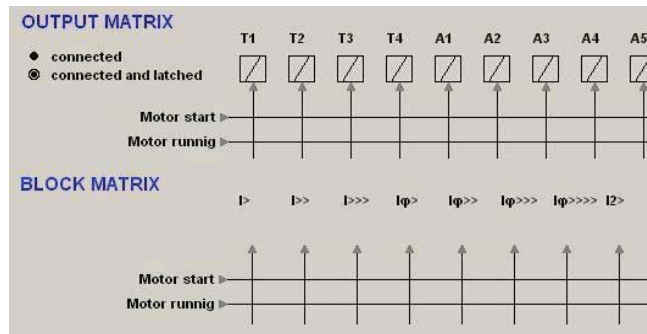 OUTPUT MATRIX
T1 T2 T3 T4 A1 A2 A3 A4 A5
connected
connected and latched
Motor start
Motor runnig
BLOCK MATRIX
I> I>> I>>> Iφ> Iφ>> Iφ>>> Iφ>>>> I2>
Motor start
Motor runnig